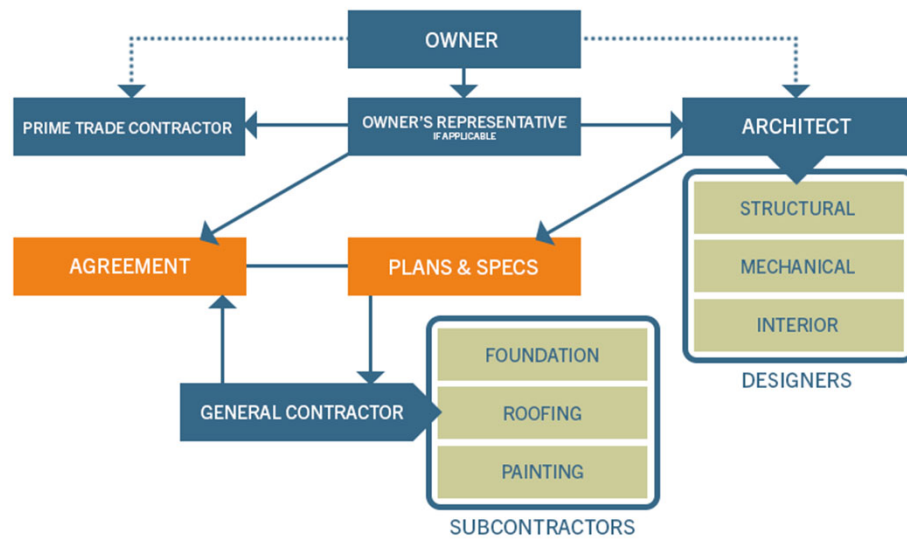 OWNER
PRIME TRADE CONTRACTOR
OWNER'S REPRESENTATIVE
IF APPLICABLE
ARCHITECT
STRUCTURAL
MECHANICAL
INTERIOR
DESIGNERS
AGREEMENT
PLANS & SPECS
GENERAL CONTRACTOR
FOUNDATION
ROOFING
PAINTING
SUBCONTRACTORS